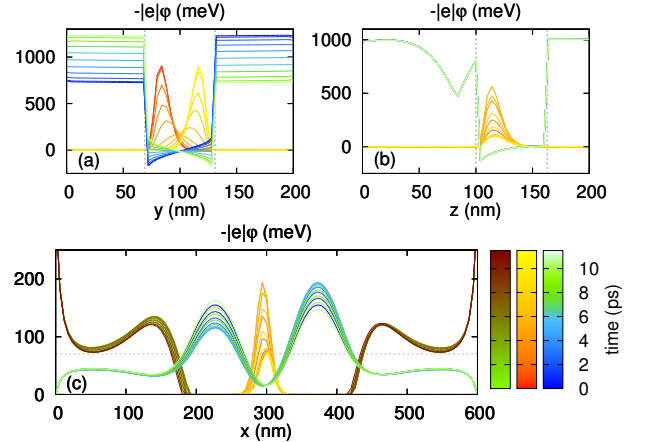 -|e|φ (meV)
-|e|φ (meV)
1000
500
0
(a)
0 50 100 150 200
y (nm)
1000
500
0
(b)
0 50 100 150 200
z (nm)
-|e|φ (meV)
200
100
0
(c)
0 100 200 300 400 500 600
x (nm)
10
8
6
4
2
0
time (ps)